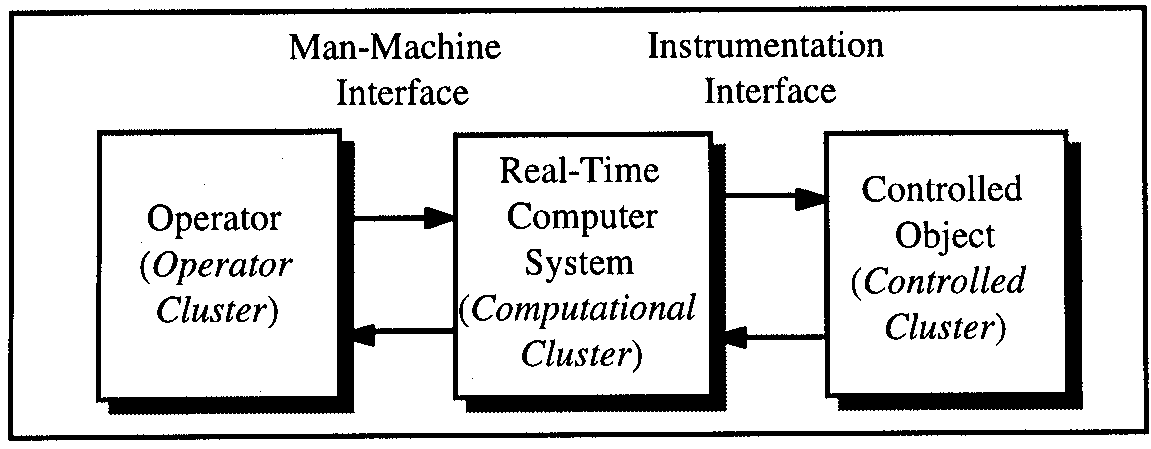 Man-Machine
Interface
Instrumentation
Interface
Operator
(Operator
Cluster)
Real-Time
Computer
System
(Computational
Cluster)
Controlled
Object
(Controlled
Cluster)